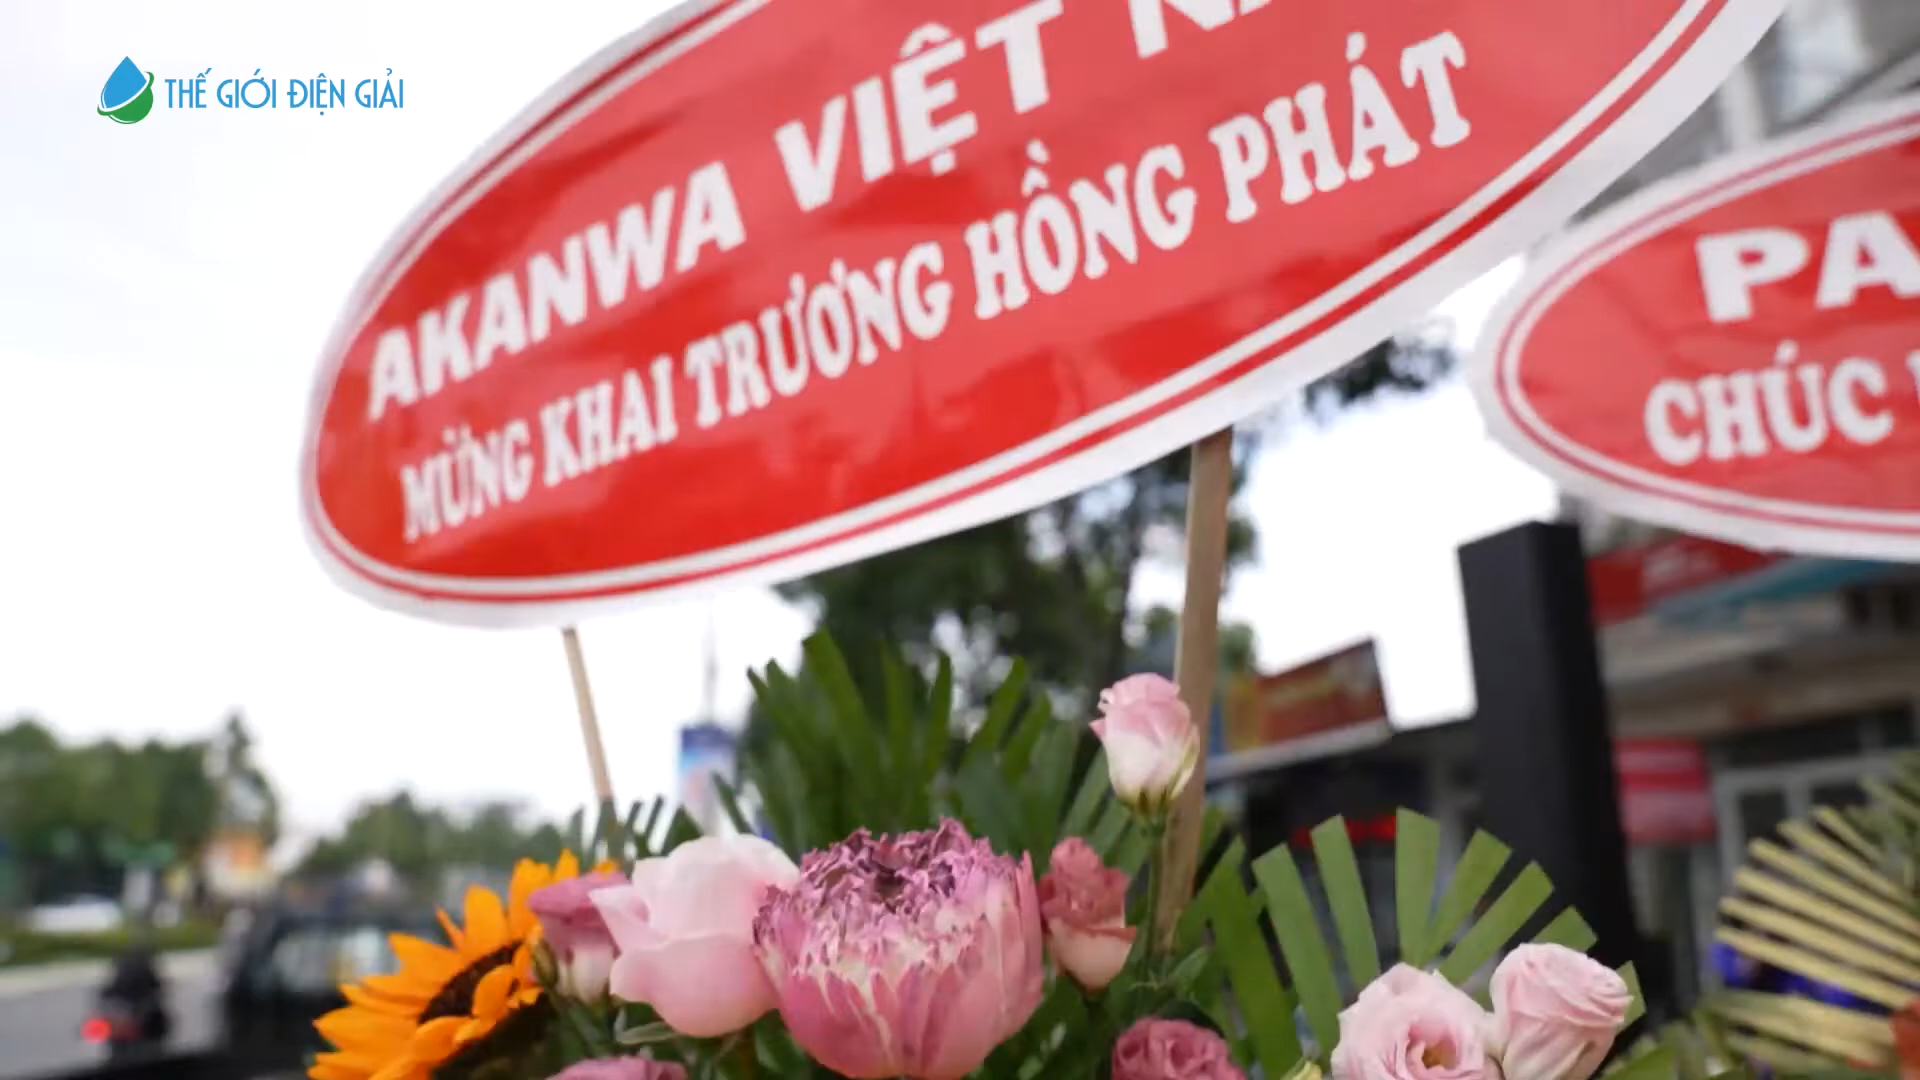 THẾ GIỚI ĐIỆN GIẢI
AKANWA VIỆT
MỪNG KHAI TRƯƠNG HỒNG PHÁT
PA
CHÚC